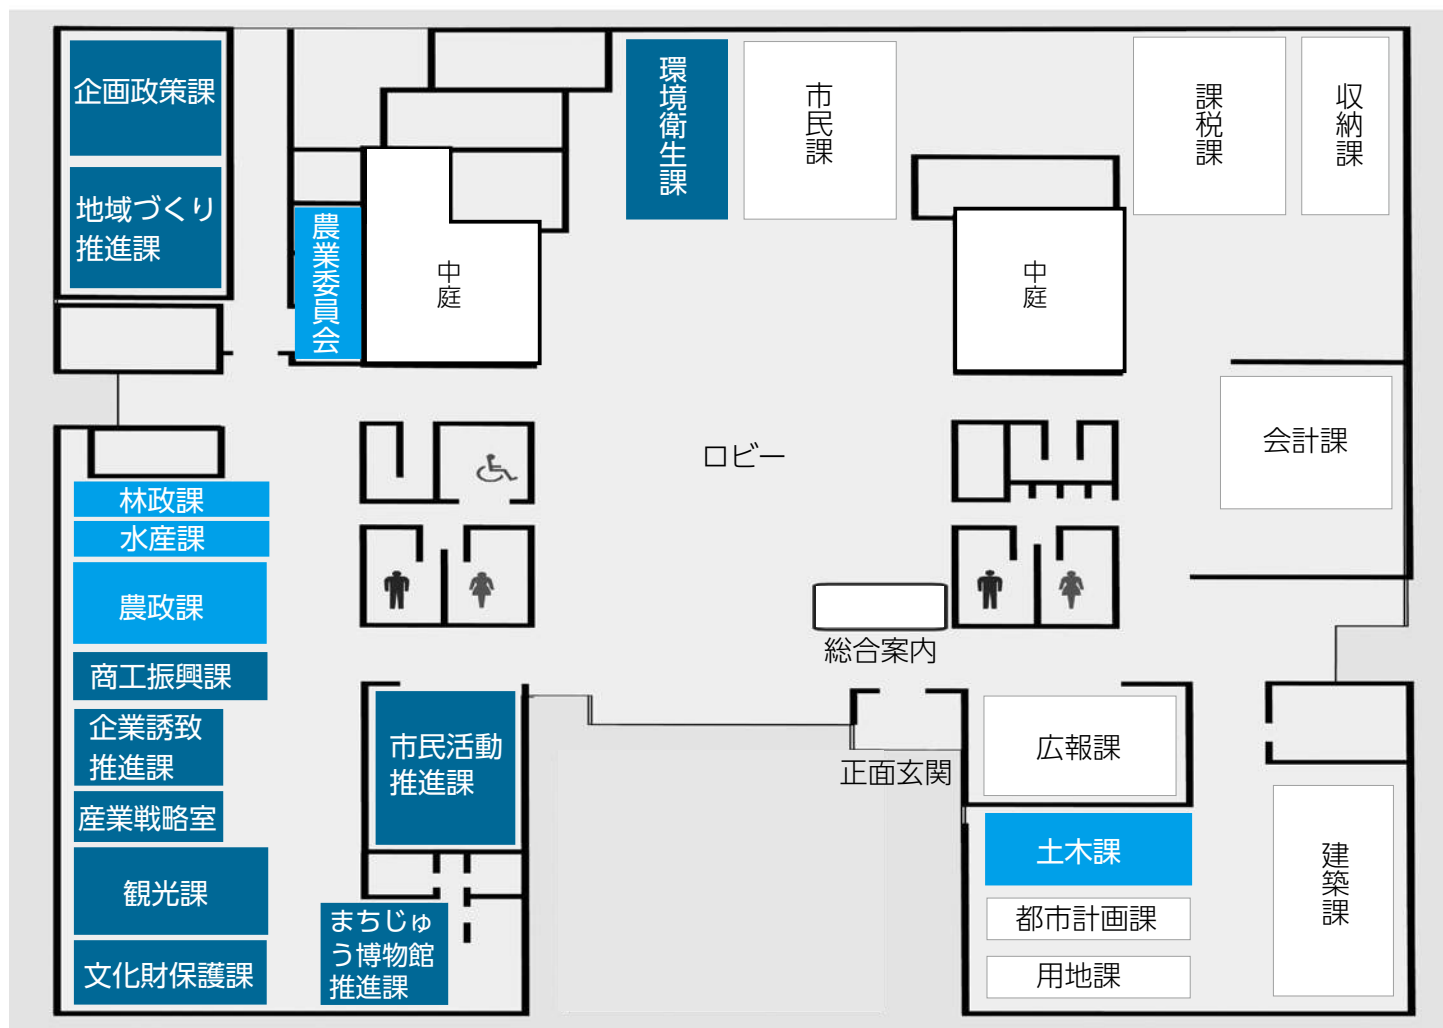 企画政策課
地域づくり
推進課
農業委員会
中庭
環境衛生課
市民課
中庭
課税課
収納課
会計課
ロビー
林政課
水産課
農政課
商工振興課
企業誘致
推進課
産業戦略室
観光課
文化財保護課
市民活動
推進課
まちじゅ
う博物館
推進課
総合案内
正面玄関
広報課
土木課
都市計画課
用地課
建築課